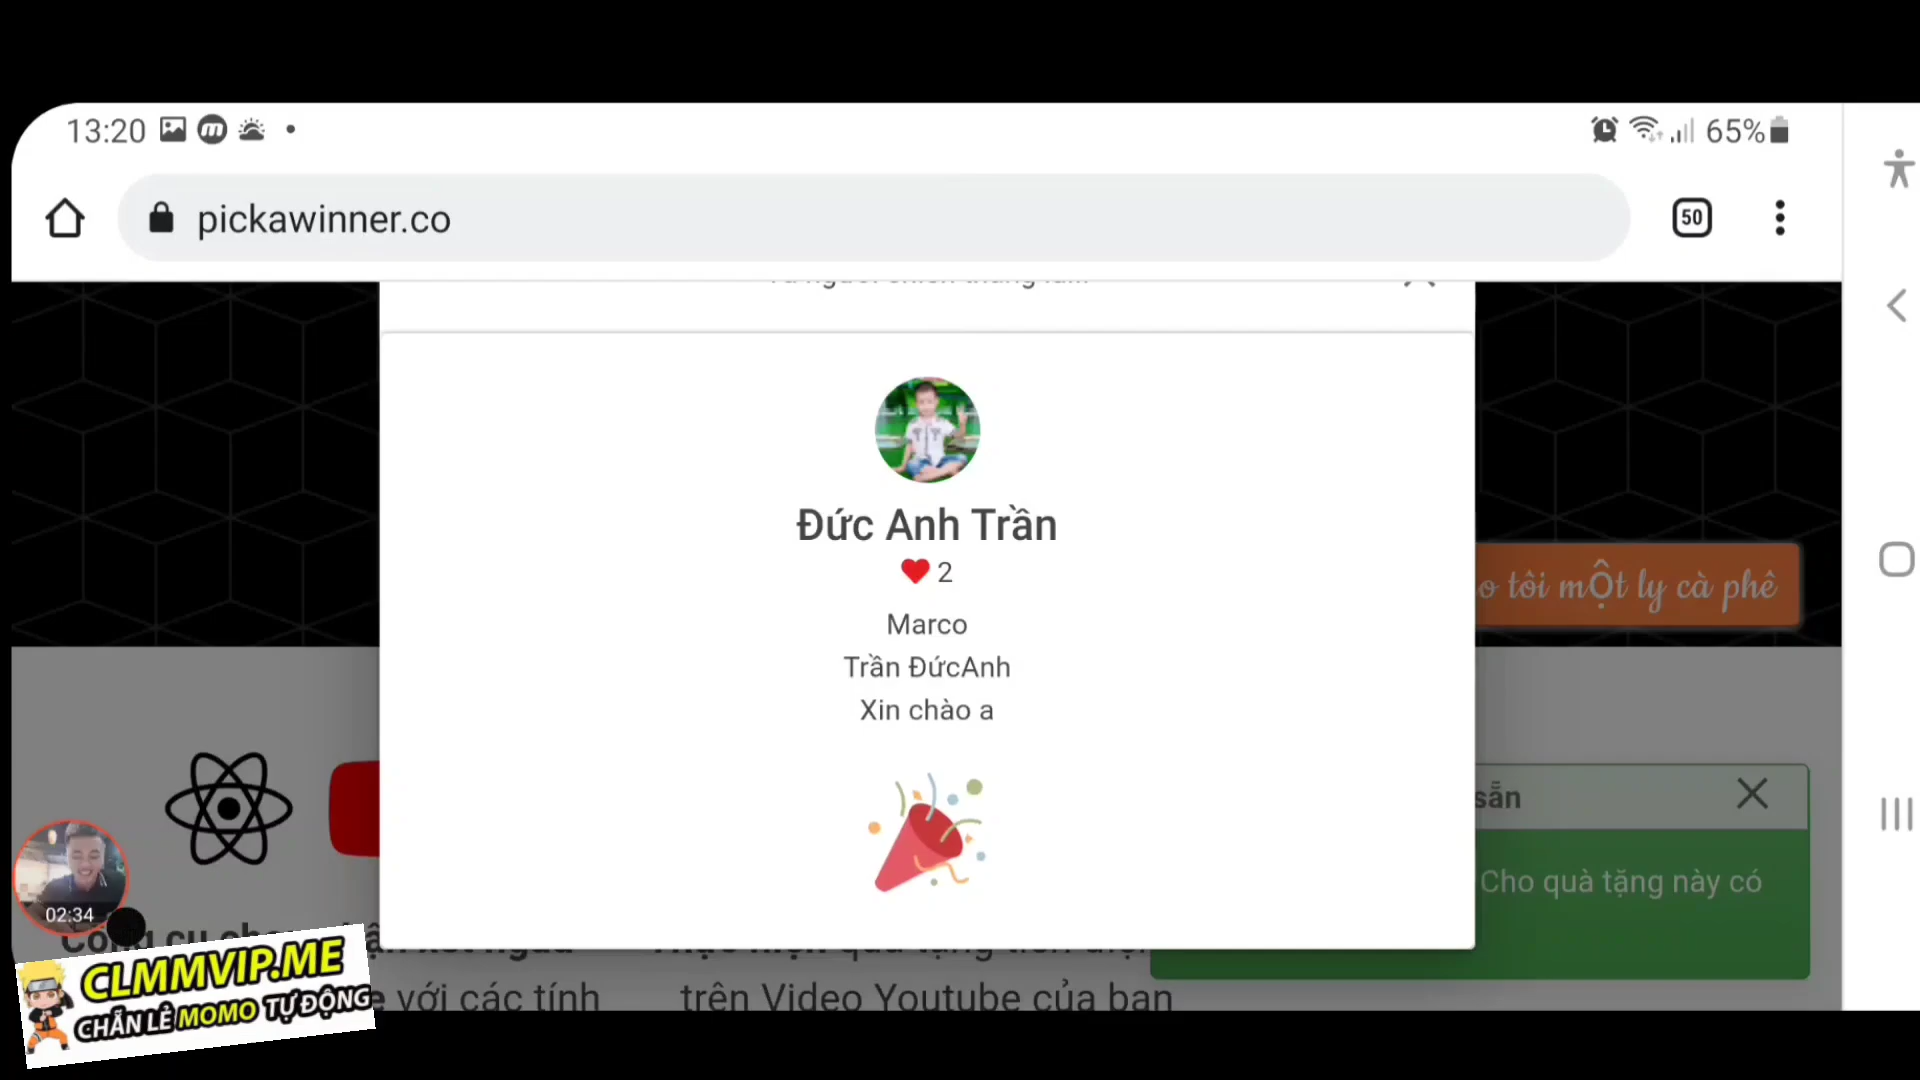 13:20
65%
pickawinner.co
50
Đức Anh Trần
2
Marco
Trần ĐứcAnh
Xin chào a
tôi mỘt ly cà phê
sẵn
Cho quà tặng này có
02:34
với các tính
trên Video Youtube của bạn
CLMMVIP.ME
CHẴN LẺ MOMO TỰ ĐỘNG